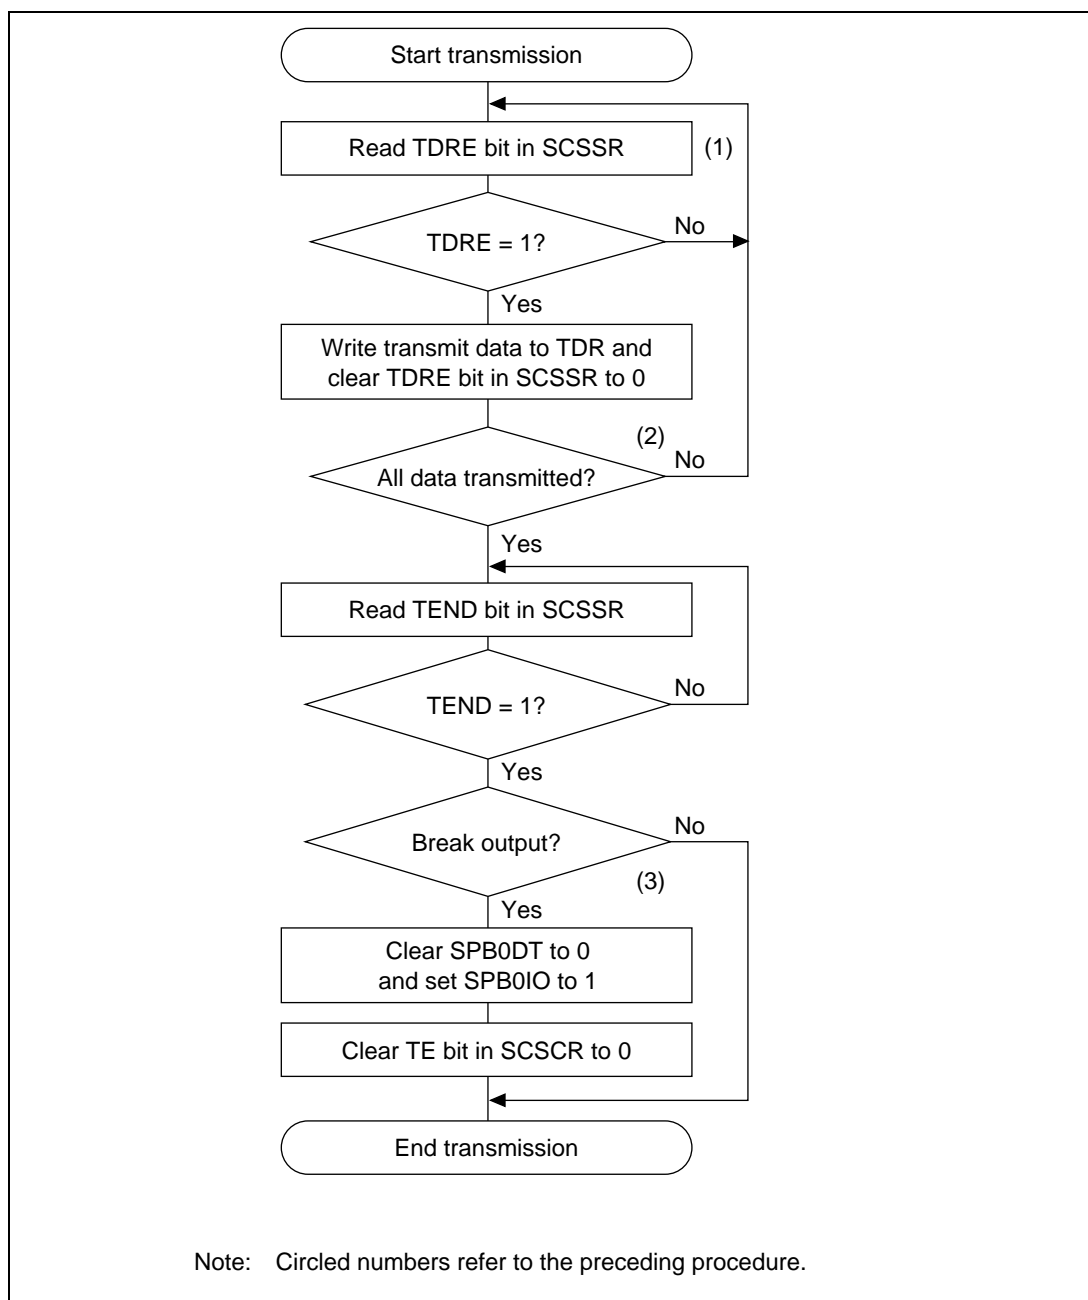 Start transmission
Read TDRE bit in SCSSR
(1)
TDRE = 1?
No
Yes
Write transmit data to TDR and
clear TDRE bit in SCSSR to 0
(2)
All data transmitted?
No
Yes
Read TEND bit in SCSSR
TEND = 1?
No
Yes
Break output?
No
(3)
Yes
Clear SPB0DT to 0
and set SPB0IO to 1
Clear TE bit in SCSCR to 0
End transmission
Note: Circled numbers refer to the preceding procedure.